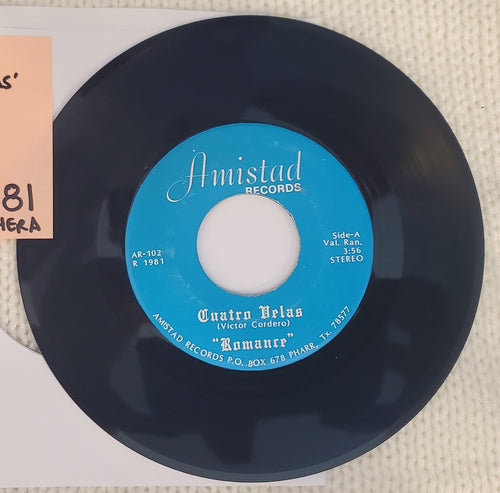 s'
81
HERA
Amistad
RECORDS
AR-102
R 1981
Side-A
Val. Ran.
3:56
STEREO
Cuatro Velas
(Victor Cordero)
"Romance"
AMISTAD RECORDS P.O. BOX 678 PHARR, Tx. 78577